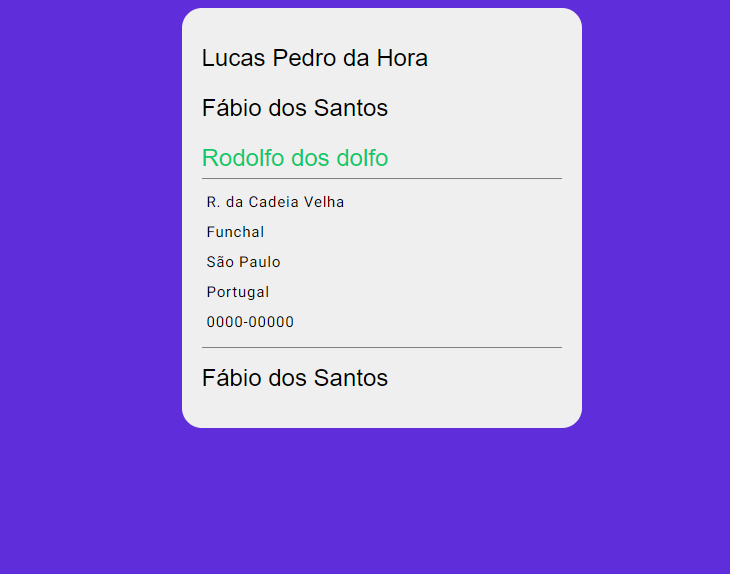 Lucas Pedro da Hora
Fábio dos Santos
Rodolfo dos dolfo
R. da Cadeia Velha
Funchal
São Paulo
Portugal
0000-00000
Fábio dos Santos